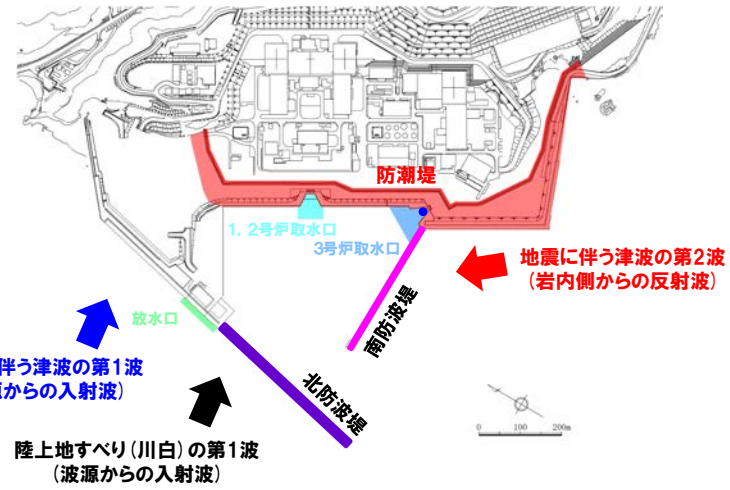 防潮堤
1, 2号炉取水口
3号炉取水口
地震に伴う津波の第2波
(岩内側からの反射波)
南防波堤
放水口
伴う津波の第1波
からの入射波)
北防波堤
陸上地すべり(川白)の第1波
(波源からの入射波)
0 100 200m